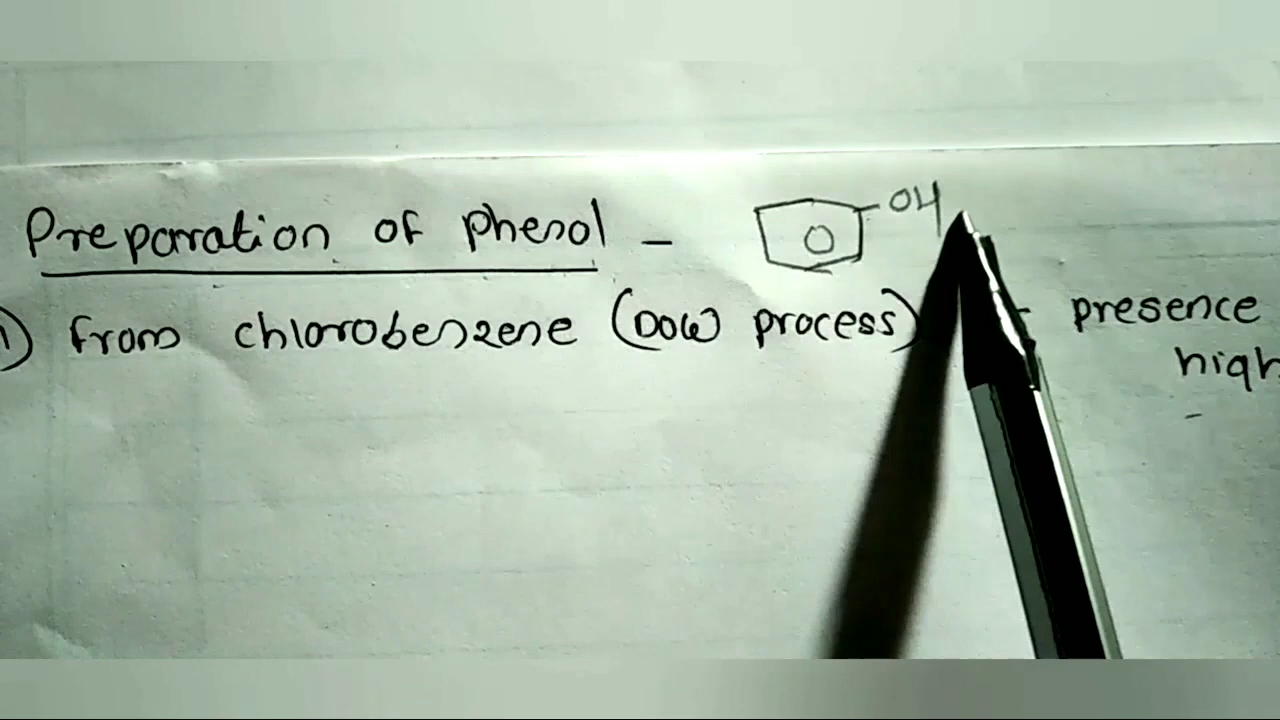 Preparation of phenol - OH
1) from chlorobenzene (Dow process) - presence
high